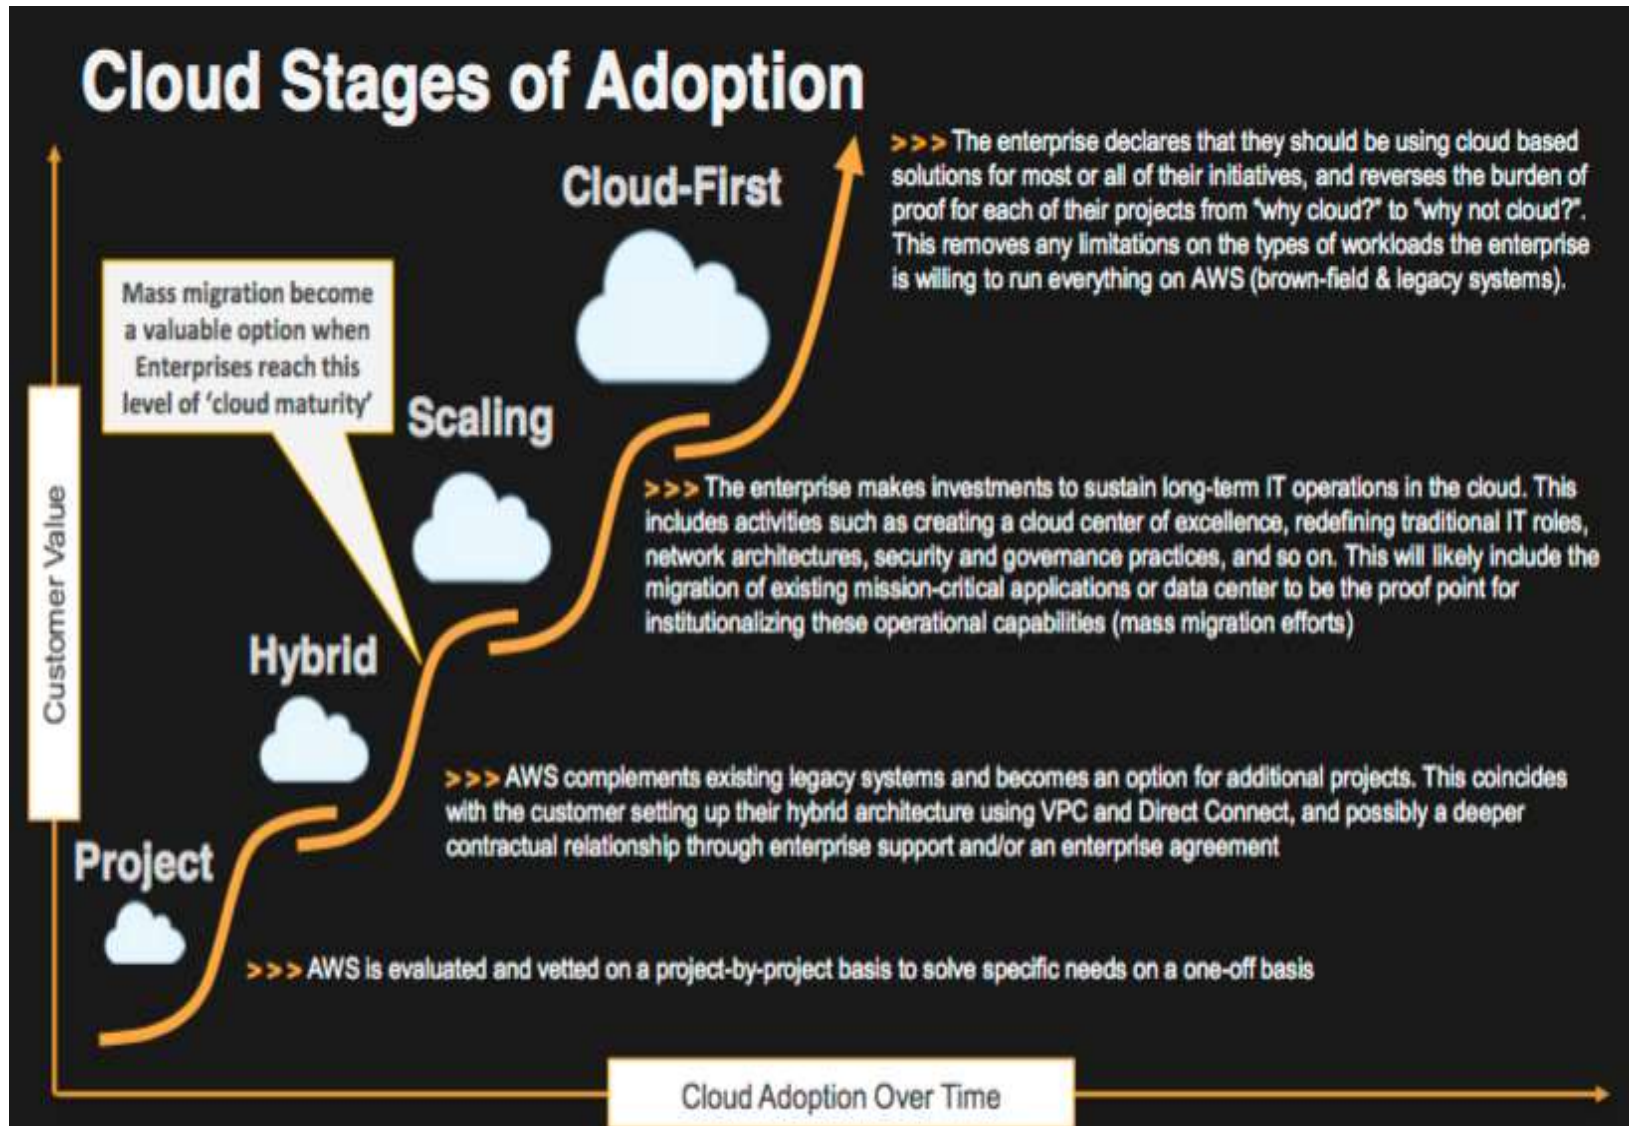 Cloud Stages of Adoption
>>> The enterprise declares that they should be using cloud based
solutions for most or all of their initiatives, and reverses the burden of
proof for each of their projects from "why cloud?" to "why not cloud?".
This removes any limitations on the types of workloads the enterprise
is willing to run everything on AWS (brown-field & legacy systems).
Cloud-First
Mass migration become
a valuable option when
Enterprises reach this
level of 'cloud maturity'
Scaling
>>> The enterprise makes investments to sustain long-term IT operations in the cloud. This
includes activities such as creating a cloud center of excellence, redefining traditional IT roles,
network architectures, security and governance practices, and so on. This will likely include the
migration of existing mission-critical applications or data center to be the proof point for
institutionalizing these operational capabilities (mass migration efforts)
Customer Value
Hybrid
>>> AWS complements existing legacy systems and becomes an option for additional projects. This coincides
with the customer setting up their hybrid architecture using VPC and Direct Connect, and possibly a deeper
contractual relationship through enterprise support and/or an enterprise agreement
Project
>>> AWS is evaluated and vetted on a project-by-project basis to solve specific needs on a one-off basis
Cloud Adoption Over Time